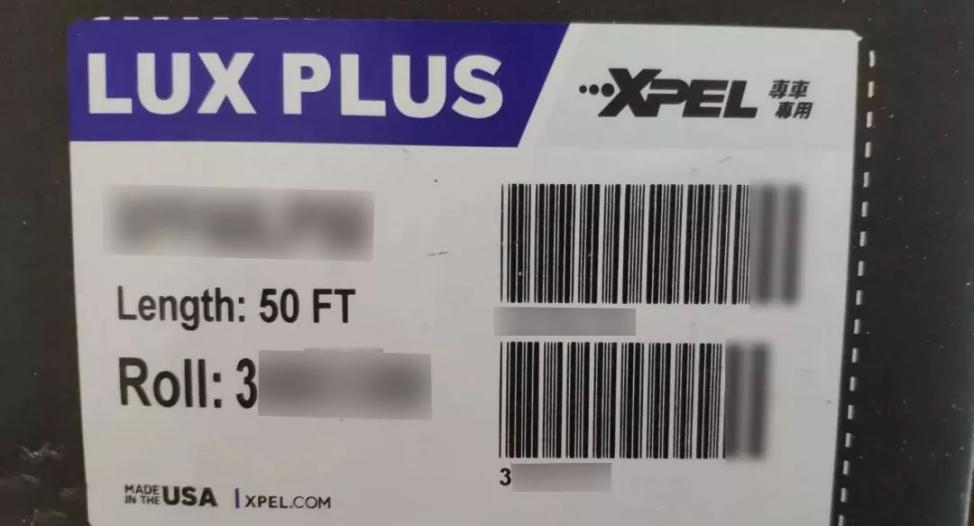 LUX PLUS
XPEL 專車
專用
Length: 50 FT
Roll: 3
3
MADE
IN THE USA | XPEL.COM